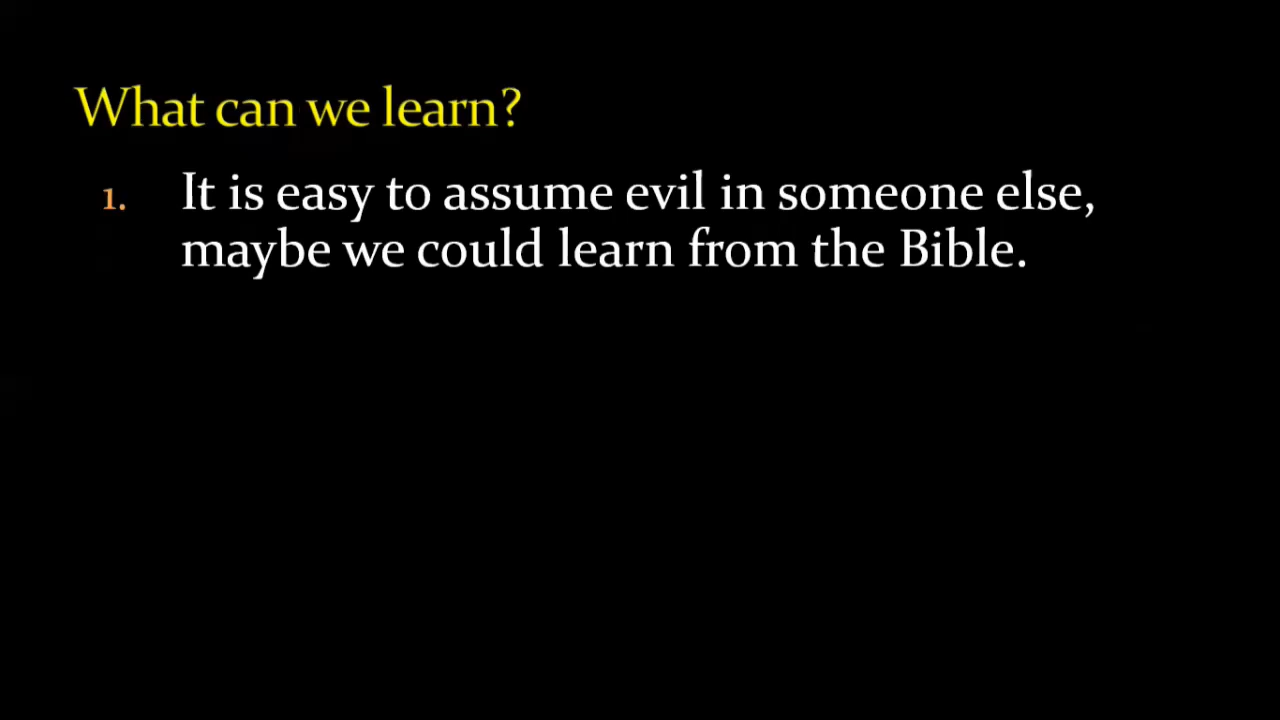 What can we learn?
1. It is easy to assume evil in someone else,
maybe we could learn from the Bible.